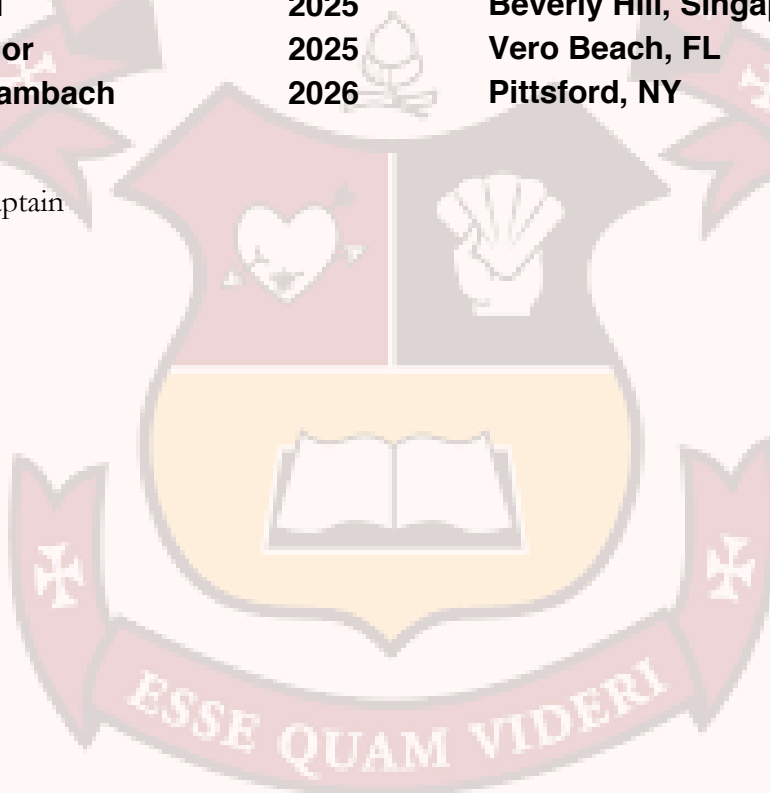 2025 Beverly Hill, Singap
or 2025 Vero Beach, FL
ambach 2026 Pittsford, NY
ptain
ESSE QUAM VIDERI